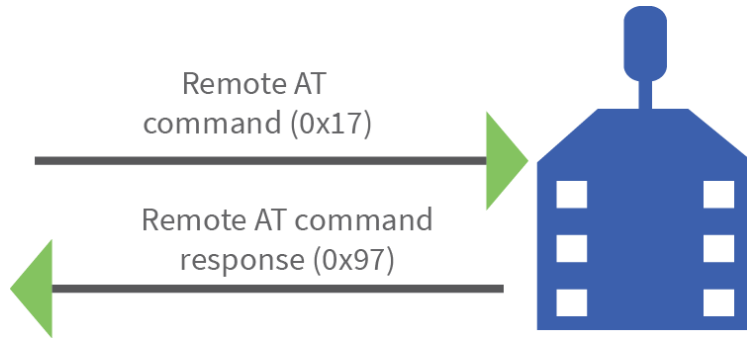 Remote AT
command (0x17)
Remote AT command
response (0x97)